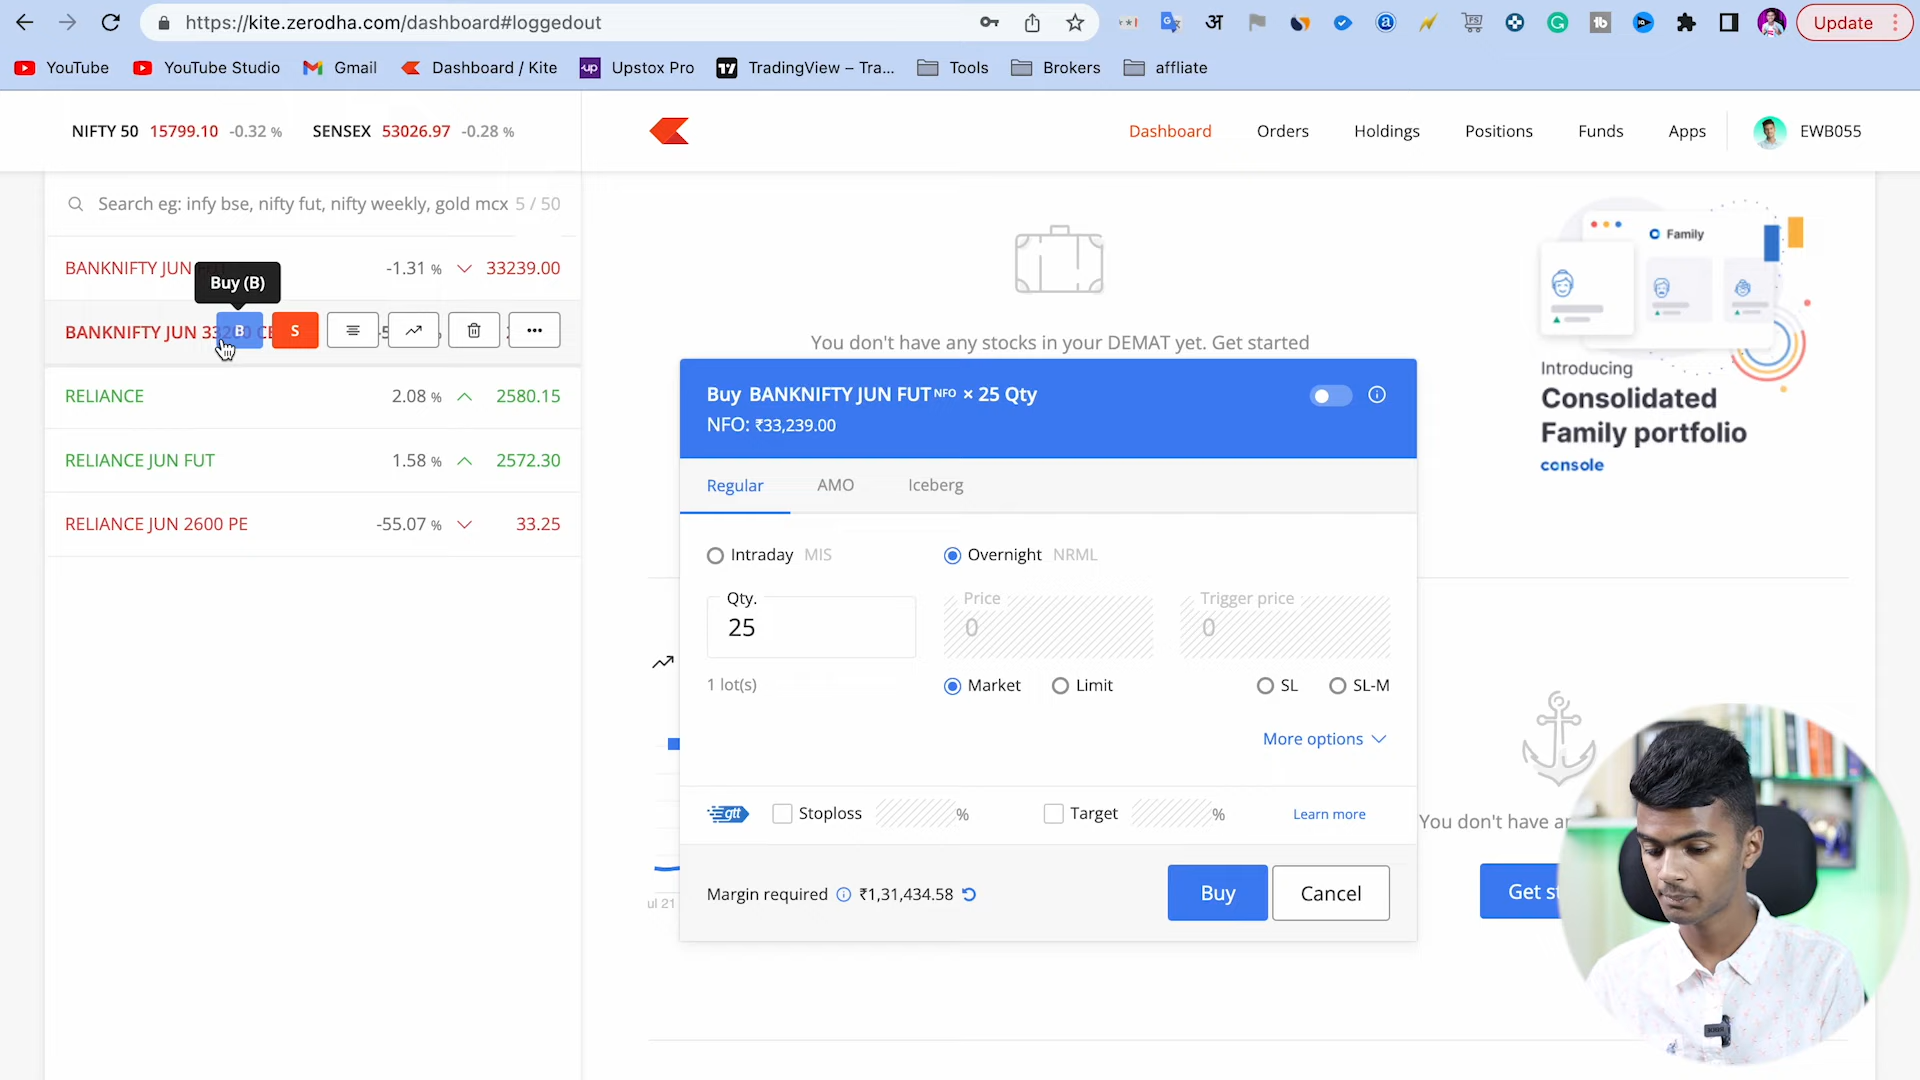 https://kite.zerodha.com/dashboard#loggedout
Update
YouTube YouTube Studio Gmail Dashboard / Kite Upstox Pro TradingView – Tra... Tools Brokers affliate
NIFTY 50 15799.10 -0.32 % SENSEX 53026.97 -0.28 %
Dashboard Orders Holdings Positions Funds Apps EWB055
Search eg: infy bse, nifty fut, nifty weekly, gold mcx 5 / 50
BANKNIFTY JUN -1.31 % 33239.00
Buy (B)
BANKNIFTY JUN 33200 CE B S
RELIANCE 2.08 % 2580.15
RELIANCE JUN FUT 1.58 % 2572.30
RELIANCE JUN 2600 PE -55.07 % 33.25
You don't have any stocks in your DEMAT yet. Get started
Family
Introducing
Consolidated
Family portfolio
console
Buy BANKNIFTY JUN FUT NFO × 25 Qty
NFO: ₹33,239.00
Regular AMO Iceberg
Intraday MIS Overnight NRML
Qty. Price Trigger price
25 0 0
1 lot(s) Market Limit SL SL-M
More options
gtt Stoploss % Target % Learn more
You don't have
Margin required ₹1,31,434.58 Buy Cancel
Get st
ul 21